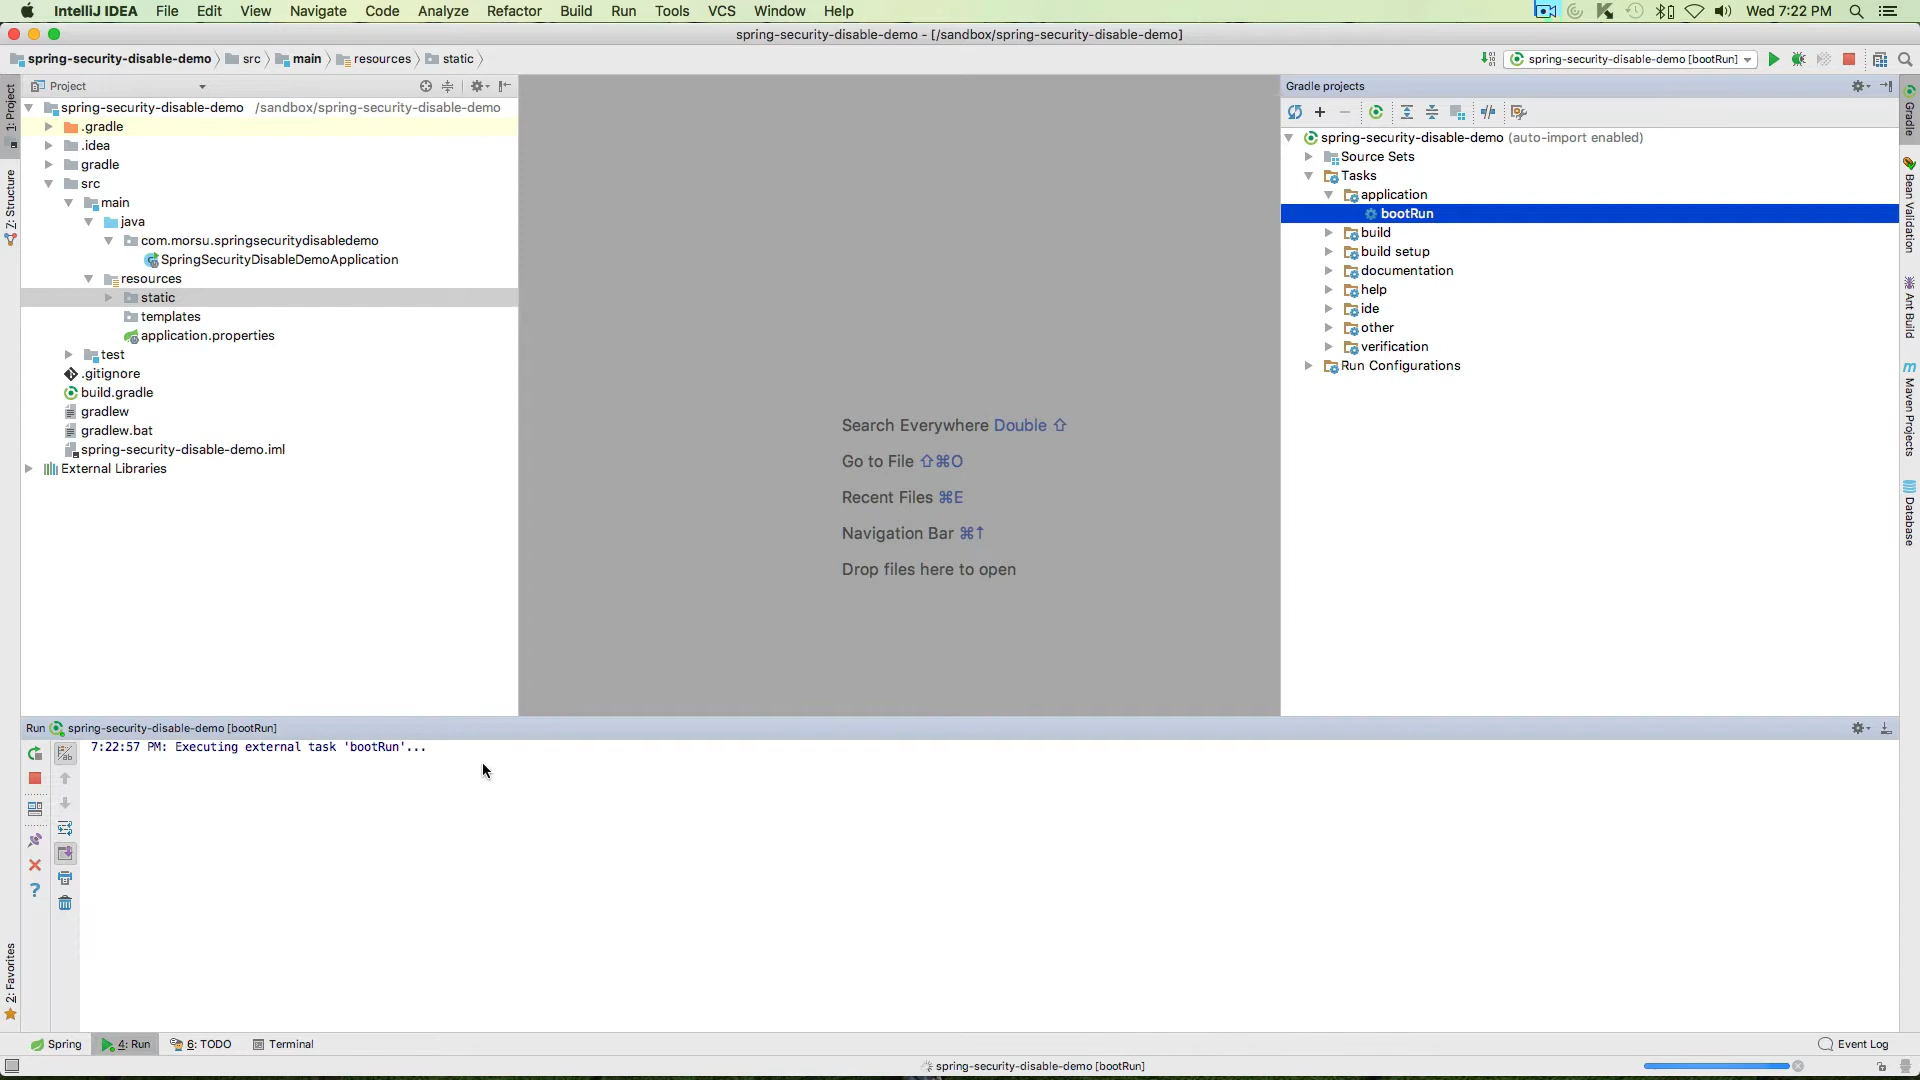 IntelliJ IDEA File Edit View Navigate Code Analyze Refactor Build Run Tools VCS Window Help Wed 7:22 PM
spring-security-disable-demo - [/sandbox/spring-security-disable-demo]
spring-security-disable-demo src main resources static spring-security-disable-demo [bootRun]
Project
Gradle projects
spring-security-disable-demo /sandbox/spring-security-disable-demo
.gradle
.idea
gradle
src
main
java
com.morsu.springsecuritydisabledemo
SpringSecurityDisableDemoApplication
resources
static
templates
application.properties
test
.gitignore
build.gradle
gradlew
gradlew.bat
spring-security-disable-demo.iml
External Libraries
Search Everywhere Double ⇧
Go to File ⇧⌘O
Recent Files ⌘E
Navigation Bar ⌘↑
Drop files here to open
spring-security-disable-demo (auto-import enabled)
Source Sets
Tasks
application
bootRun
build
build setup
documentation
help
ide
other
verification
Run Configurations
1: Project
7: Structure
2: Favorites
Gradle
Bean Validation
Ant Build
Maven Projects
Database
Run spring-security-disable-demo [bootRun]
7:22:57 PM: Executing external task 'bootRun'...
Spring 4: Run 6: TODO Terminal Event Log
spring-security-disable-demo [bootRun]